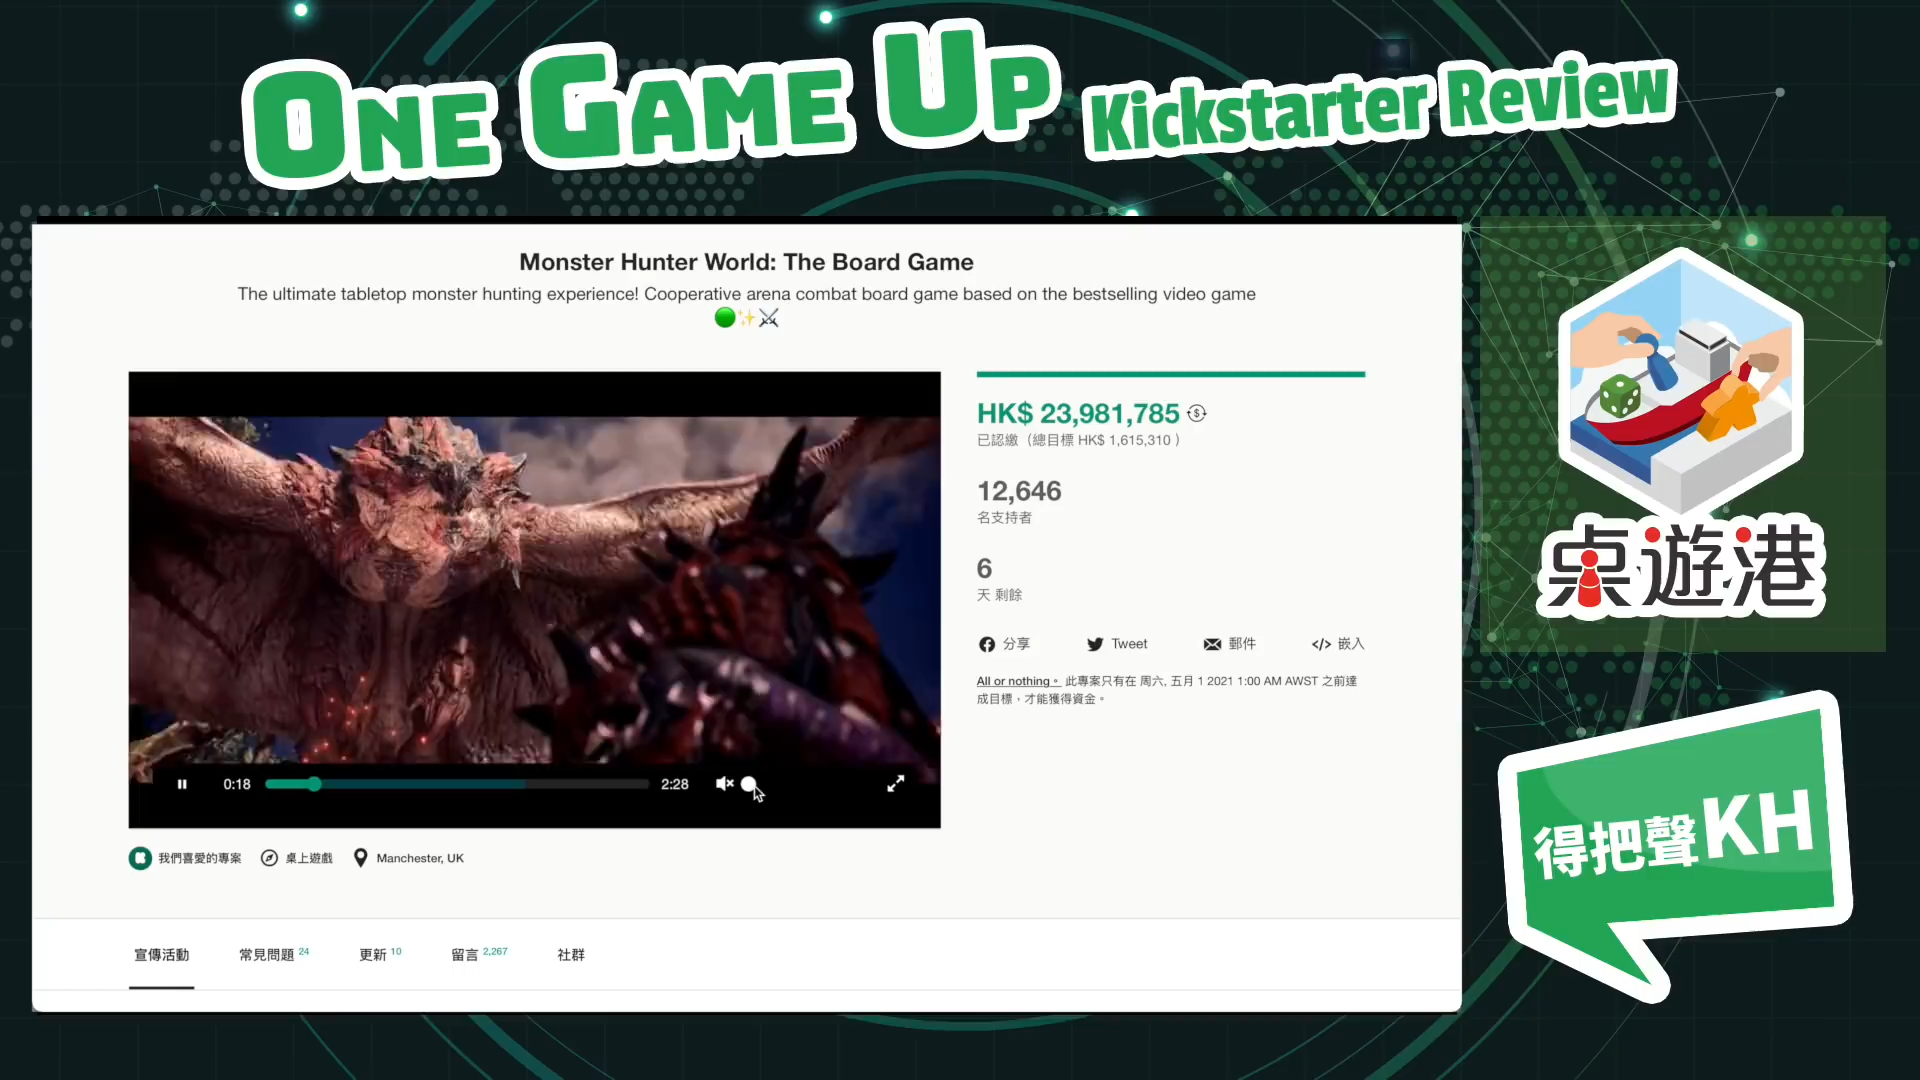 ONE GAME UP Kickstarter Review
Monster Hunter World: The Board Game
The ultimate tabletop monster hunting experience! Cooperative arena combat board game based on the bestselling video game
🟢✨⚔
HK$ 23,981,785
已認繳（總目標 HK$ 1,615,310 ）
12,646
名支持者
6
天 剩餘
分享 Tweet 郵件 </> 嵌入
All or nothing。 此專案只有在 周六, 五月 1 2021 1:00 AM AWST 之前達
成目標，才能獲得資金。
0:18 2:28
我們喜愛的專案 桌上遊戲 Manchester, UK
宣傳活動 常見問題 24 更新 10 留言 2,267 社群
桌遊港
得把聲KH